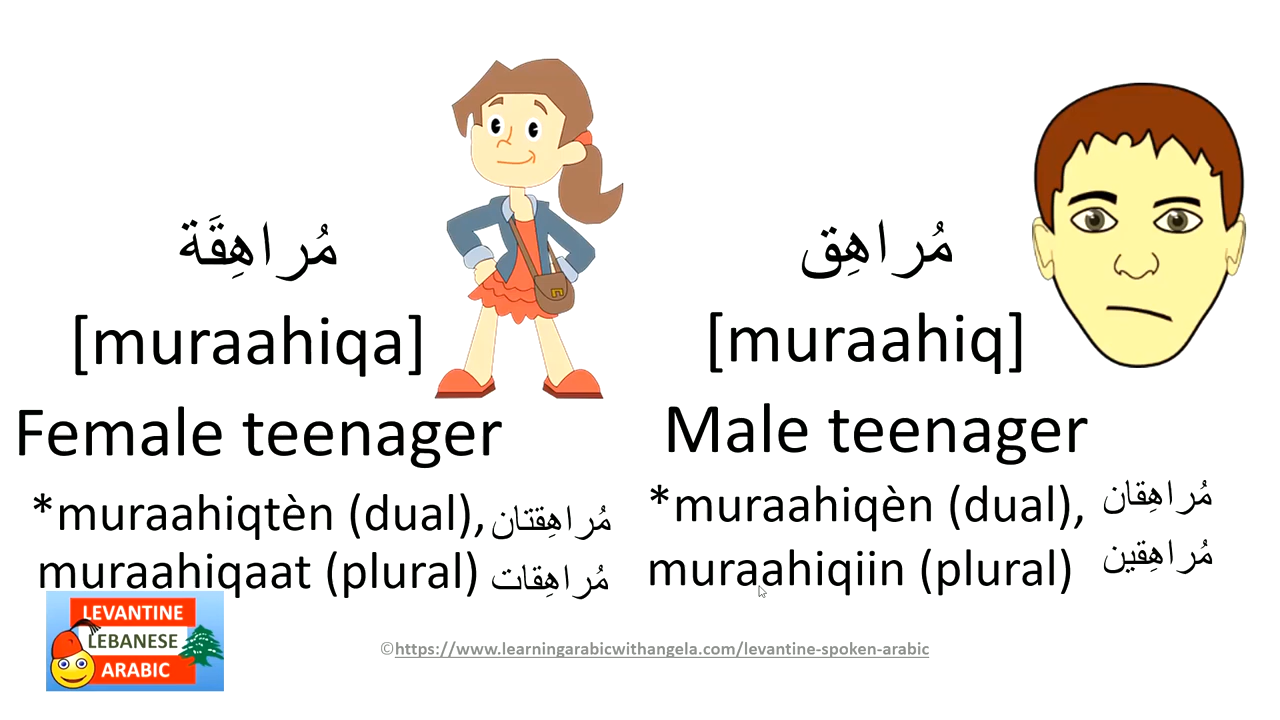 مُراهِقَة
[muraahiqa]
Female teenager
*muraahiqtèn (dual), مُراهِقتان
muraahiqaat (plural) مُراهِقات
مُراهِق
[muraahiq]
Male teenager
*muraahiqèn (dual), مُراهِقان
muraahiqiin (plural) مُراهِقين
LEVANTINE
LEBANESE
ARABIC
©https://www.learningarabicwithangela.com/levantine-spoken-arabic